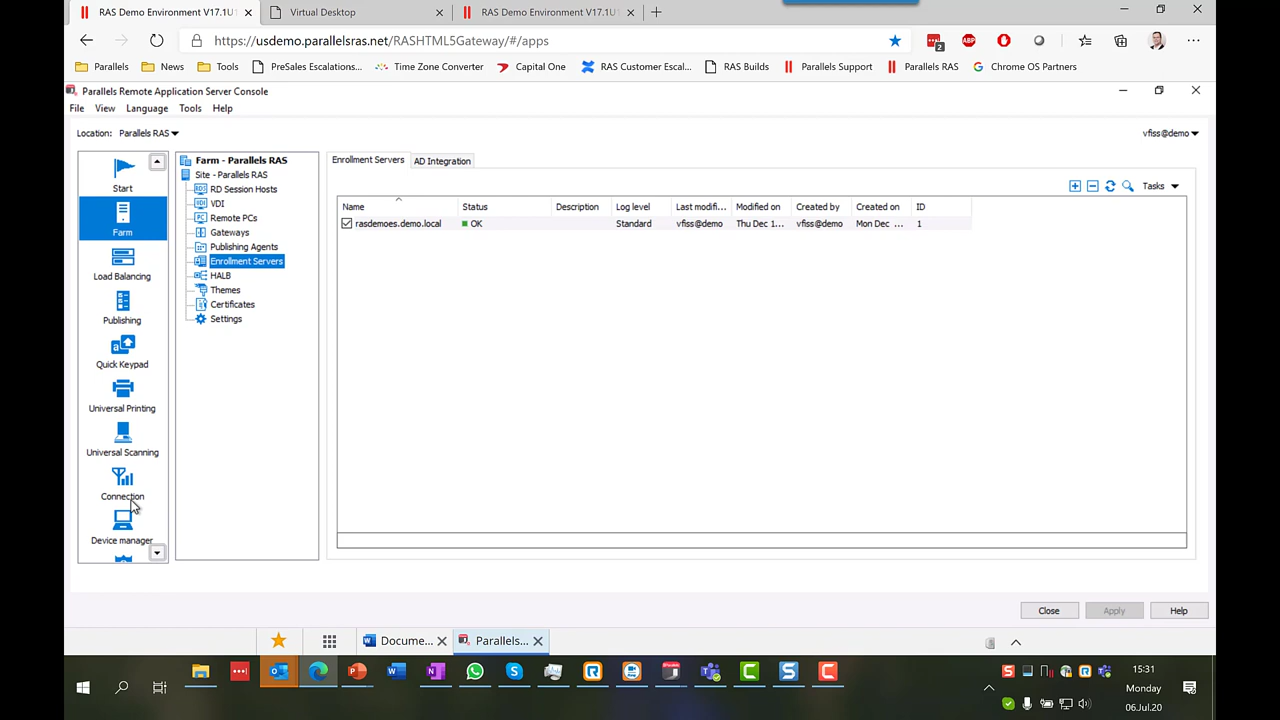 RAS Demo Environment V17.1U
Virtual Desktop
RAS Demo Environment V17.1U
https://usdemo.parallelsras.net/RASHTML5Gateway/#/apps
2
ABP
Parallels
News
Tools
PreSales Escalations...
Time Zone Converter
Capital One
RAS Customer Escal...
RAS Builds
Parallels Support
Parallels RAS
Chrome OS Partners
Parallels Remote Application Server Console
File View Language Tools Help
Location: Parallels RAS
vfiss@demo
Start
Farm
Load Balancing
Publishing
Quick Keypad
Universal Printing
Universal Scanning
Connection
Device manager
Farm - Parallels RAS
Site - Parallels RAS
RD Session Hosts
VDI
Remote PCs
Gateways
Publishing Agents
Enrollment Servers
HALB
Themes
Certificates
Settings
Enrollment Servers
AD Integration
Tasks
Name Status Description Log level Last modifi... Modified on Created by Created on ID
rasdemoes.demo.local OK Standard vfiss@demo Thu Dec 1... vfiss@demo Mon Dec ... 1
Close Apply Help
Docume...
Parallels...
15:31
Monday
06.Jul.20